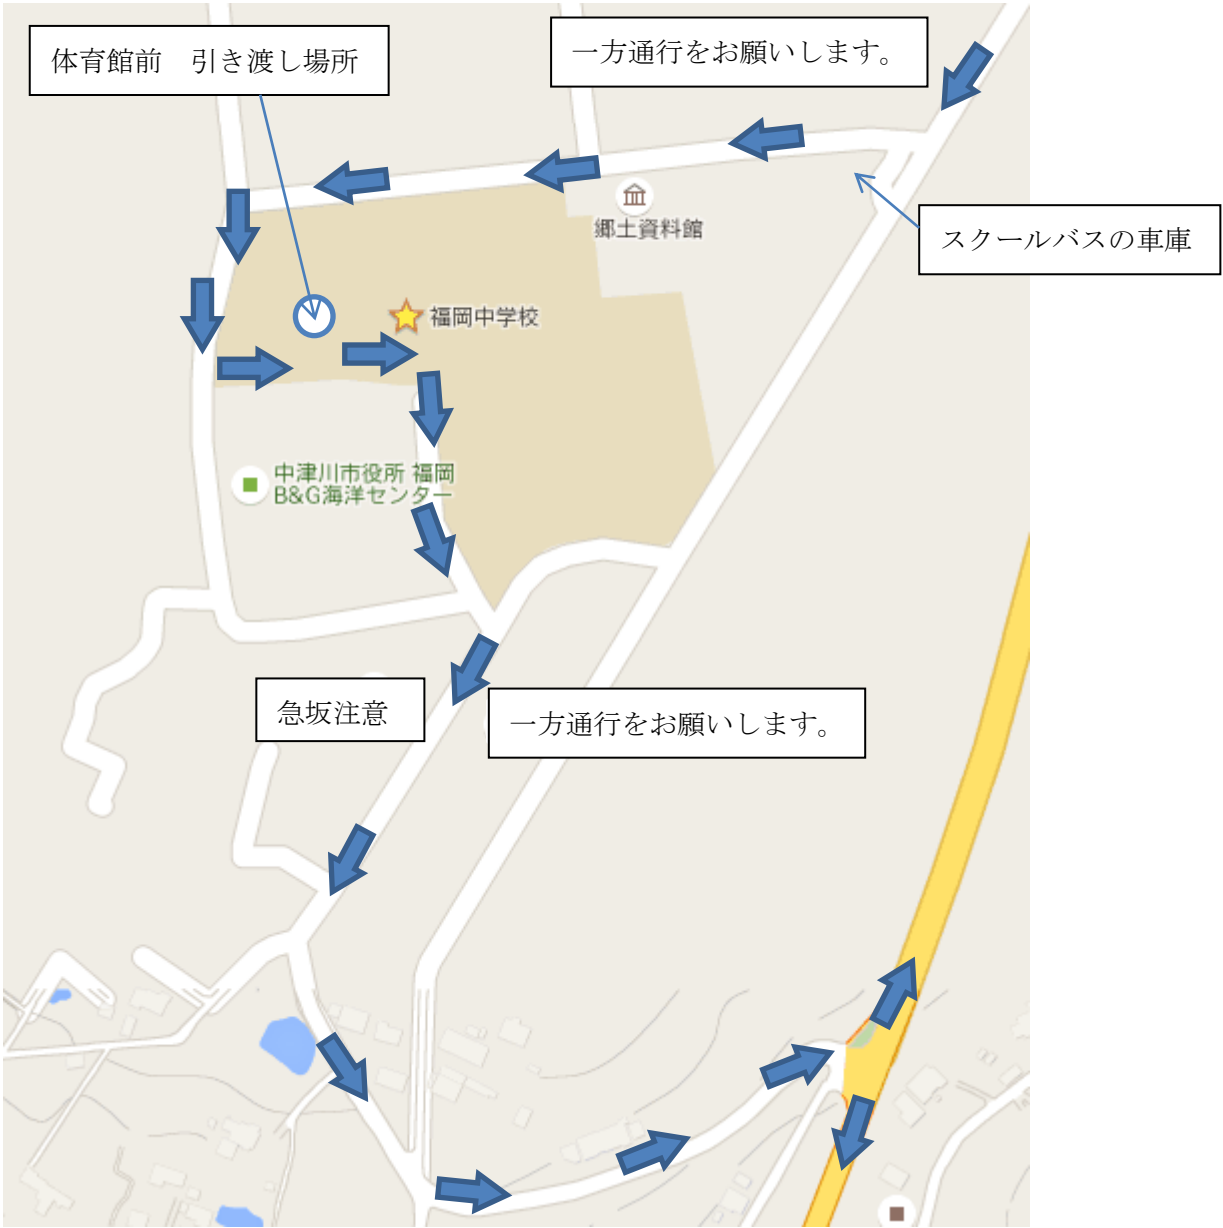 体育館前　引き渡し場所
一方通行をお願いします。
郷土資料館
スクールバスの車庫
福岡中学校
中津川市役所 福岡
B&G海洋センター
急坂注意
一方通行をお願いします。